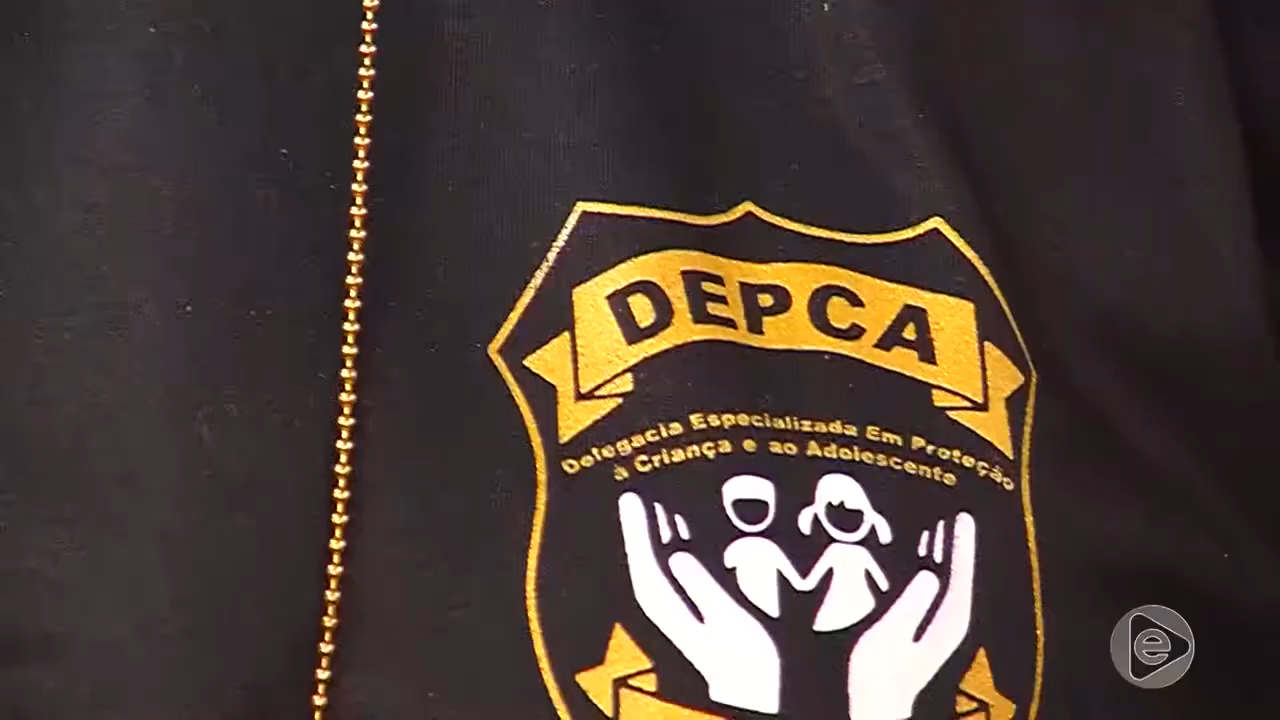 DEPCA
Delegacia Especializada Em Proteção
à Criança e ao Adolescente
e